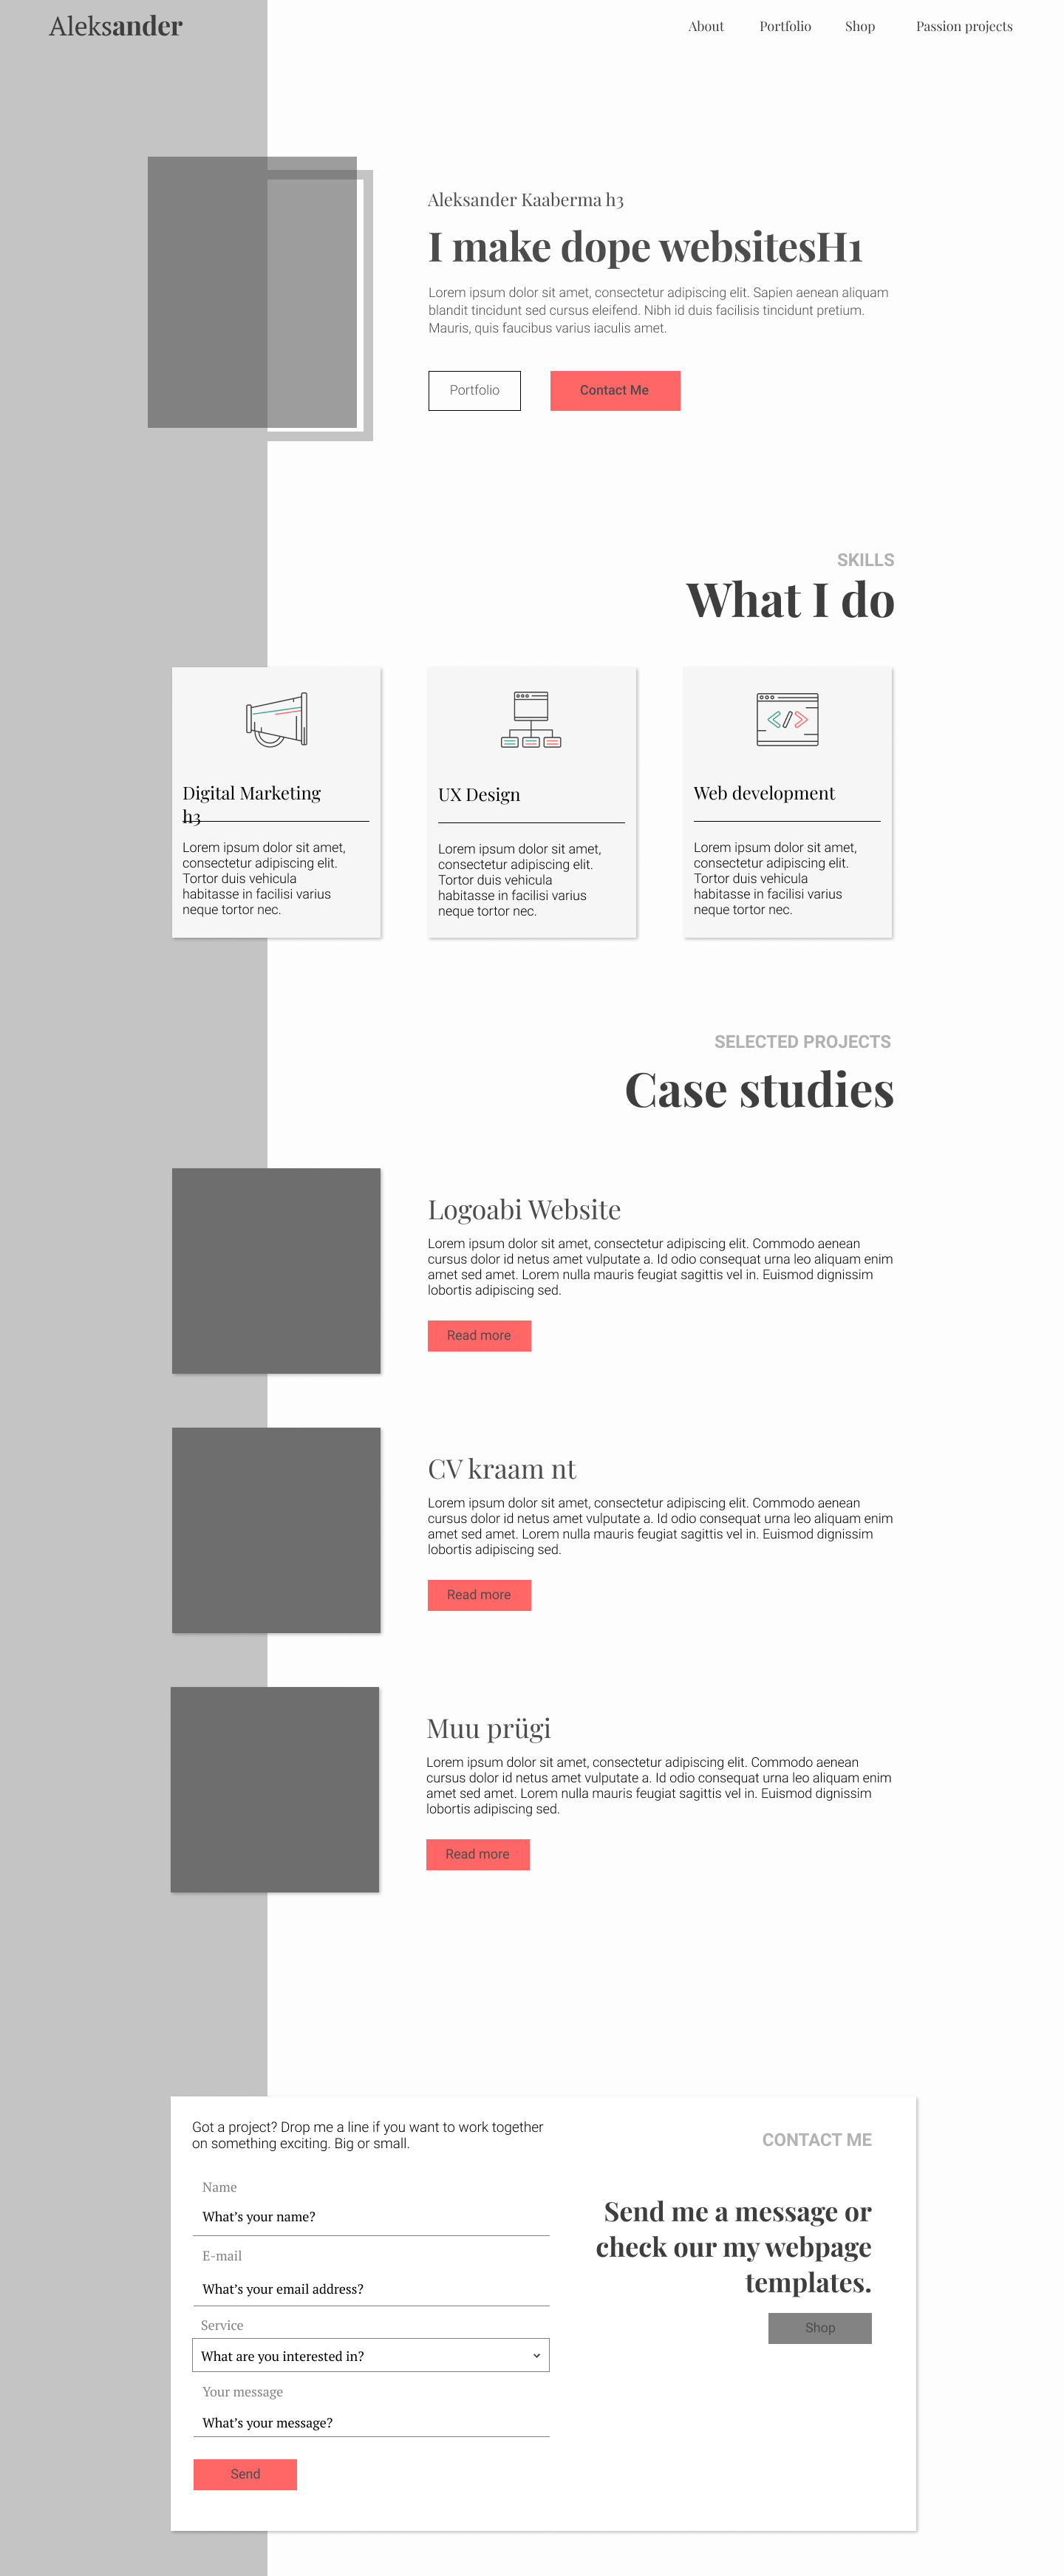 Aleksander
About Portfolio Shop Passion projects
Aleksander Kaaberma h3
I make dope websitesH1
Lorem ipsum dolor sit amet, consectetur adipiscing elit. Sapien aenean aliquam
blandit tincidunt sed cursus eleifend. Nibh id duis facilisis tincidunt pretium.
Mauris, quis faucibus varius iaculis amet.
Portfolio
Contact Me
SKILLS
What I do
Digital Marketing
h3
Lorem ipsum dolor sit amet,
consectetur adipiscing elit.
Tortor duis vehicula
habitasse in facilisi varius
neque tortor nec.
UX Design
Lorem ipsum dolor sit amet,
consectetur adipiscing elit.
Tortor duis vehicula
habitasse in facilisi varius
neque tortor nec.
</>
Web development
Lorem ipsum dolor sit amet,
consectetur adipiscing elit.
Tortor duis vehicula
habitasse in facilisi varius
neque tortor nec.
SELECTED PROJECTS
Case studies
Logoabi Website
Lorem ipsum dolor sit amet, consectetur adipiscing elit. Commodo aenean
cursus dolor id netus amet vulputate a. Id odio consequat urna leo aliquam enim
amet sed amet. Lorem nulla mauris feugiat sagittis vel in. Euismod dignissim
lobortis adipiscing sed.
Read more
CV kraam nt
Lorem ipsum dolor sit amet, consectetur adipiscing elit. Commodo aenean
cursus dolor id netus amet vulputate a. Id odio consequat urna leo aliquam enim
amet sed amet. Lorem nulla mauris feugiat sagittis vel in. Euismod dignissim
lobortis adipiscing sed.
Read more
Muu prügi
Lorem ipsum dolor sit amet, consectetur adipiscing elit. Commodo aenean
cursus dolor id netus amet vulputate a. Id odio consequat urna leo aliquam enim
amet sed amet. Lorem nulla mauris feugiat sagittis vel in. Euismod dignissim
lobortis adipiscing sed.
Read more
Got a project? Drop me a line if you want to work together
on something exciting. Big or small.
Name
What's your name?
E-mail
What's your email address?
Service
What are you interested in?
Your message
What's your message?
Send
CONTACT ME
Send me a message or
check our my webpage
templates.
Shop